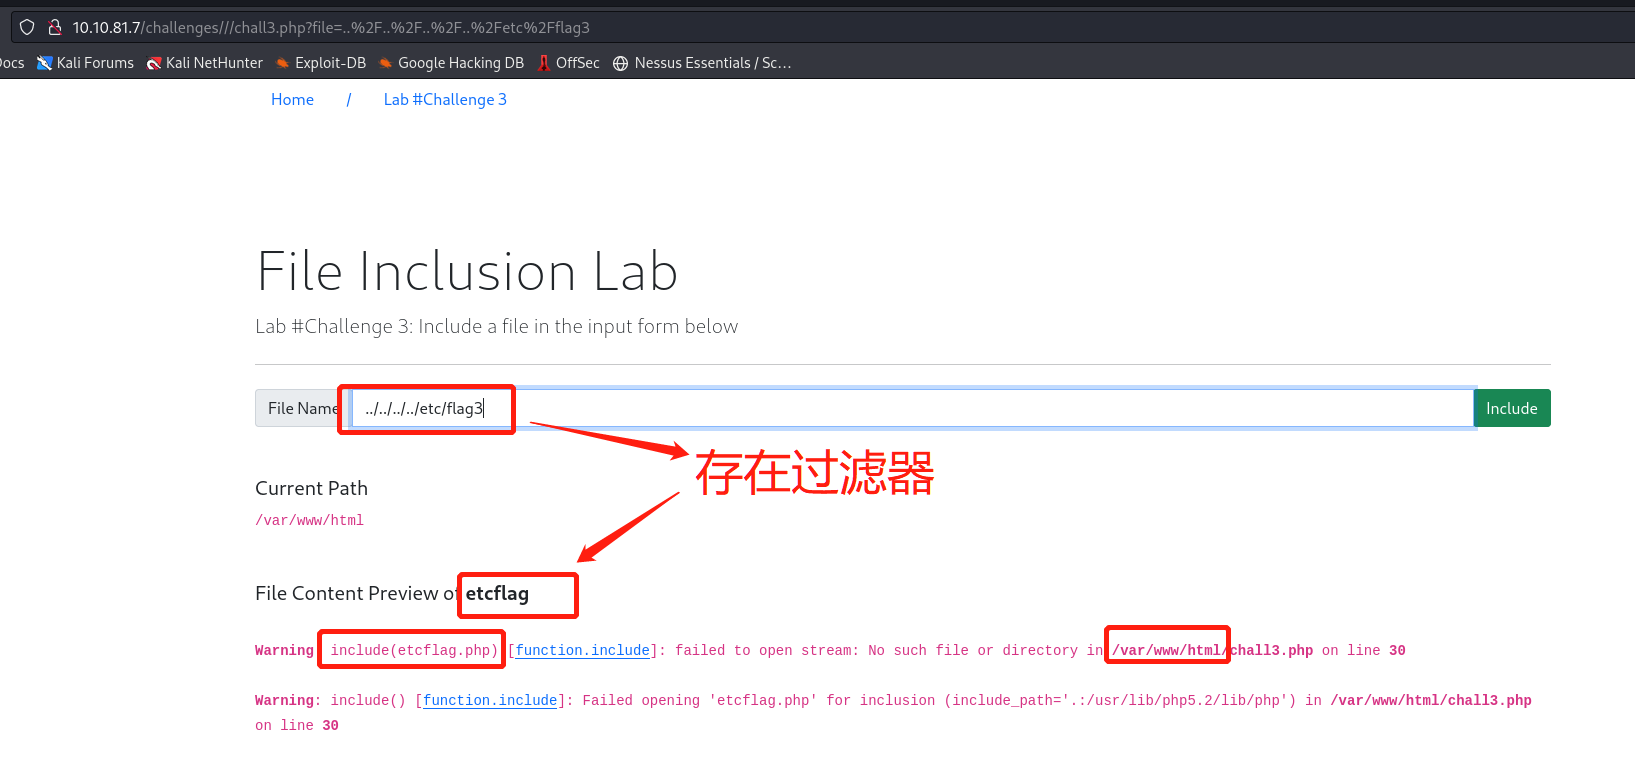 10.10.81.7/challenges///chall3.php?file=..%2F..%2F..%2F..%2Fetc%2Fflag3
ocs Kali Forums Kali NetHunter Exploit-DB Google Hacking DB OffSec Nessus Essentials / Sc…
Home / Lab #Challenge 3
File Inclusion Lab
Lab #Challenge 3: Include a file in the input form below
File Name ../../../../etc/flag3 Include
存在过滤器
Current Path
/var/www/html
File Content Preview of etcflag
Warning: include(etcflag.php) [function.include]: failed to open stream: No such file or directory in /var/www/html/chall3.php on line 30
Warning: include() [function.include]: Failed opening 'etcflag.php' for inclusion (include_path='.:/usr/lib/php5.2/lib/php') in /var/www/html/chall3.php
on line 30